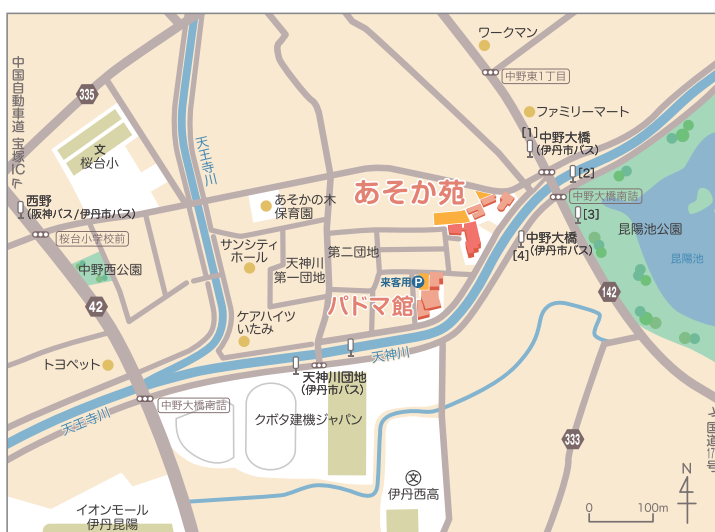 ワークマン
中野東1丁目
中国自動車道 宝塚IC
335
ファミリーマート
文
桜台小
天王寺川
[1]
中野大橋
(伊丹市バス)
[2]
あそか苑
中野大橋南詰
西野
(阪神バス/伊丹市バス)
あそかの木
保育園
[3]
昆陽池公園
桜台小学校前
サンシティ
ホール
第二団地
中野大橋
[4](伊丹市バス)
昆陽池
中野西公園
天神川
第一団地
来客用P
142
42
パドマ館
ケアハイツ
いたみ
天神川
トヨペット
天神川団地
(伊丹市バス)
中野大橋南詰
天王寺川
クボタ建機ジャパン
333
文
伊丹西高
N
イオンモール
伊丹昆陽
0 100m